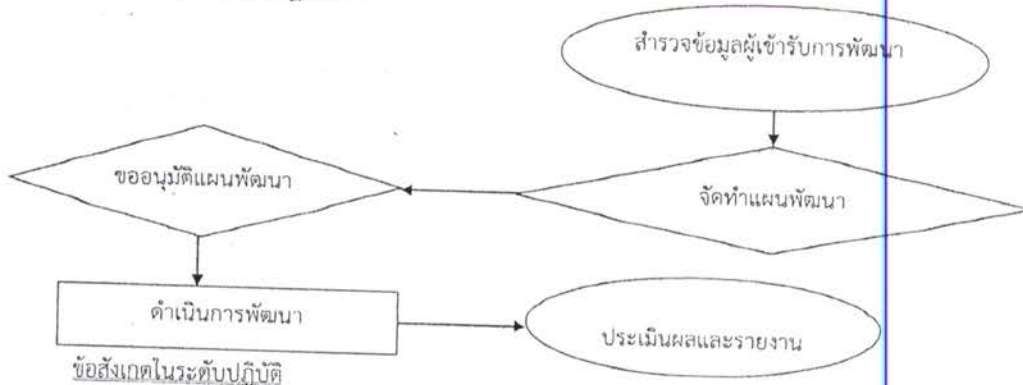 สำรวจข้อมูลผู้เข้ารับการพัฒนา
จัดทำแผนพัฒนา
ขออนุมัติแผนพัฒนา
ดำเนินการพัฒนา
ประเมินผลและรายงาน
ข้อสังเกตในระดับปฏิบัติ